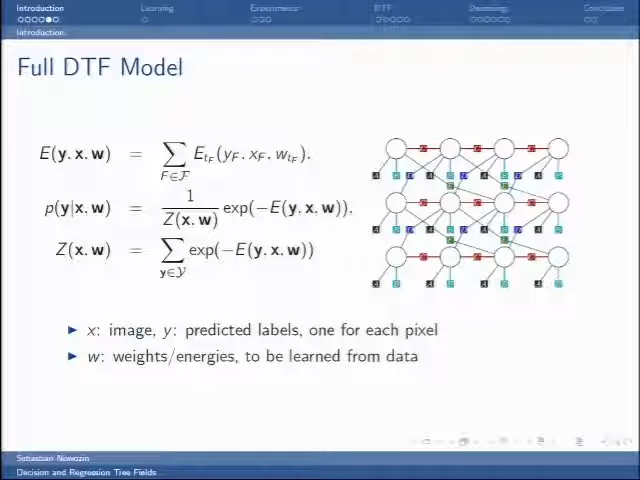 Introduction Learning Experiments DTF Denoising Conclusion
Introduction
Full DTF Model
E(y, x, w) = ∑_{F∈𝓕} E_{t_F}(y_F, x_F, w_{t_F}),
p(y|x, w) = 1/Z(x, w) exp(−E(y, x, w)),
Z(x, w) = ∑_{y∈𝒴} exp(−E(y, x, w))
▶ x: image, y: predicted labels, one for each pixel
▶ w: weights/energies, to be learned from data
Sebastian Nowozin
Decision and Regression Tree Fields